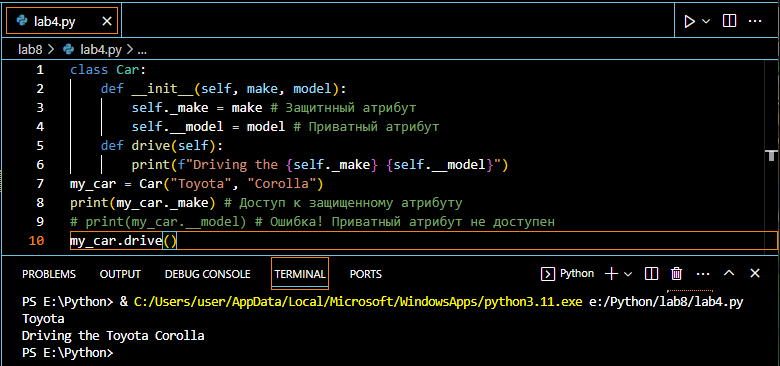 lab4.py
lab8 > lab4.py > ...
1 class Car:
2     def __init__(self, make, model):
3         self._make = make # Защитнный атрибут
4         self.__model = model # Приватный атрибут
5     def drive(self):
6         print(f"Driving the {self._make} {self.__model}")
7 my_car = Car("Toyota", "Corolla")
8 print(my_car._make) # Доступ к защищенному атрибуту
9 # print(my_car.__model) # Ошибка! Приватный атрибут не доступен
10 my_car.drive()
PROBLEMS OUTPUT DEBUG CONSOLE TERMINAL PORTS Python
PS E:\Python> & C:/Users/user/AppData/Local/Microsoft/WindowsApps/python3.11.exe e:/Python/lab8/lab4.py
Toyota
Driving the Toyota Corolla
PS E:\Python>